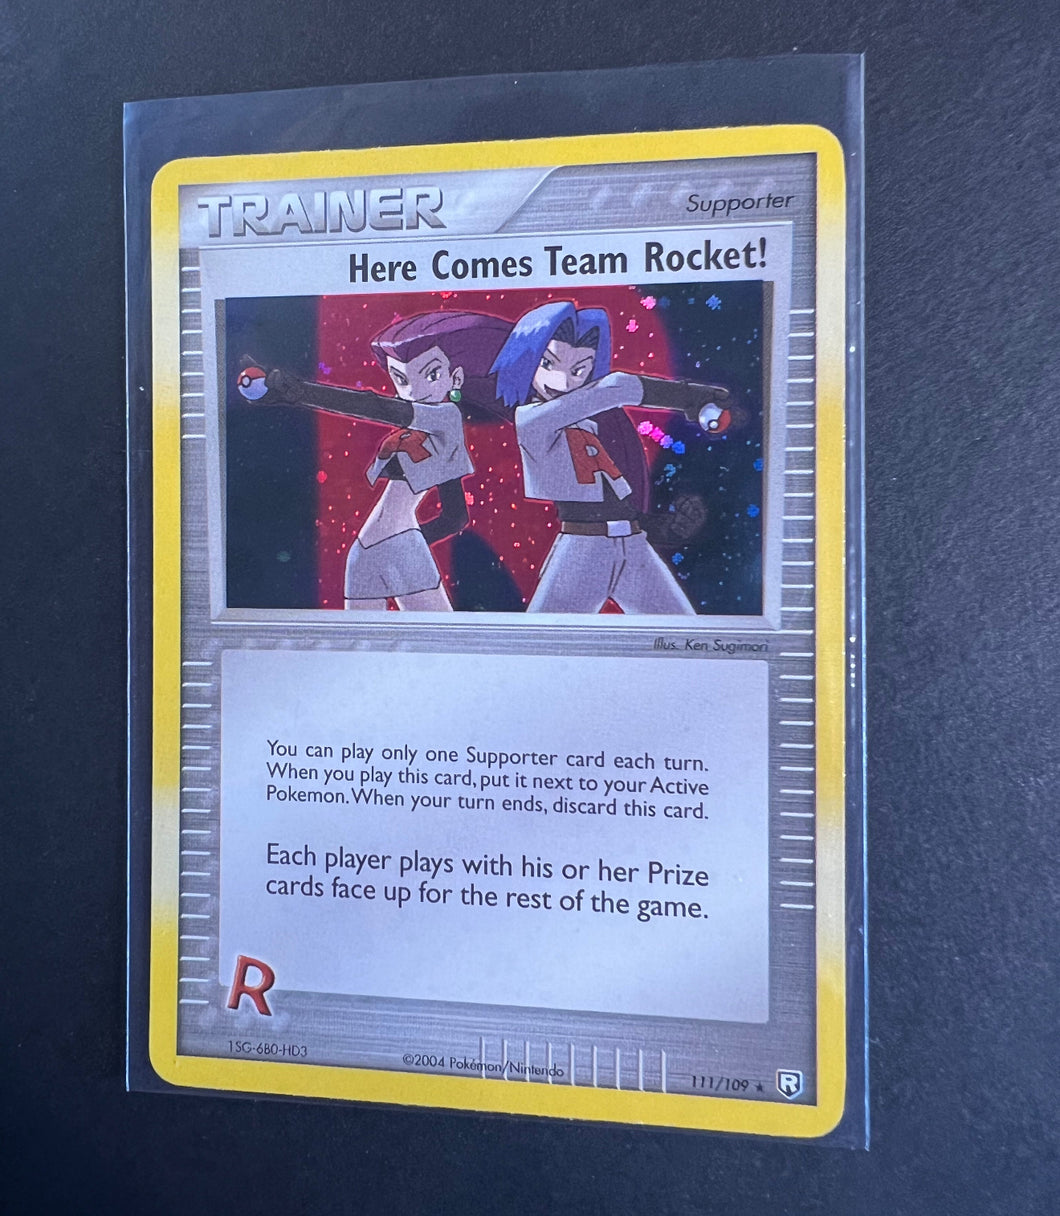 TRAINER
Supporter
Here Comes Team Rocket!
R
R
Illus. Ken Sugimori
You can play only one Supporter card each turn.
When you play this card, put it next to your Active
Pokemon. When your turn ends, discard this card.
Each player plays with his or her Prize
cards face up for the rest of the game.
R
1SG-6B0-HD3
©2004 Pokémon/Nintendo
111/109 ★
R